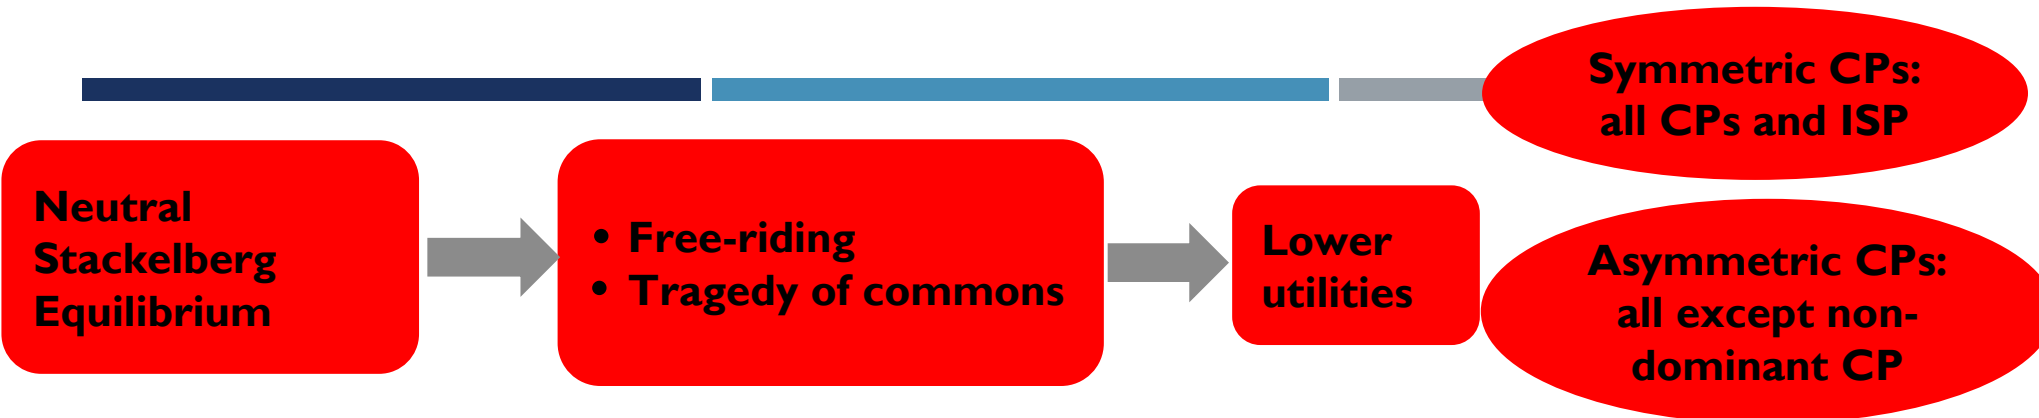 Neutral
Stackelberg
Equilibrium
• Free-riding
• Tragedy of commons
Lower
utilities
Symmetric CPs:
all CPs and ISP
Asymmetric CPs:
all except non-
dominant CP